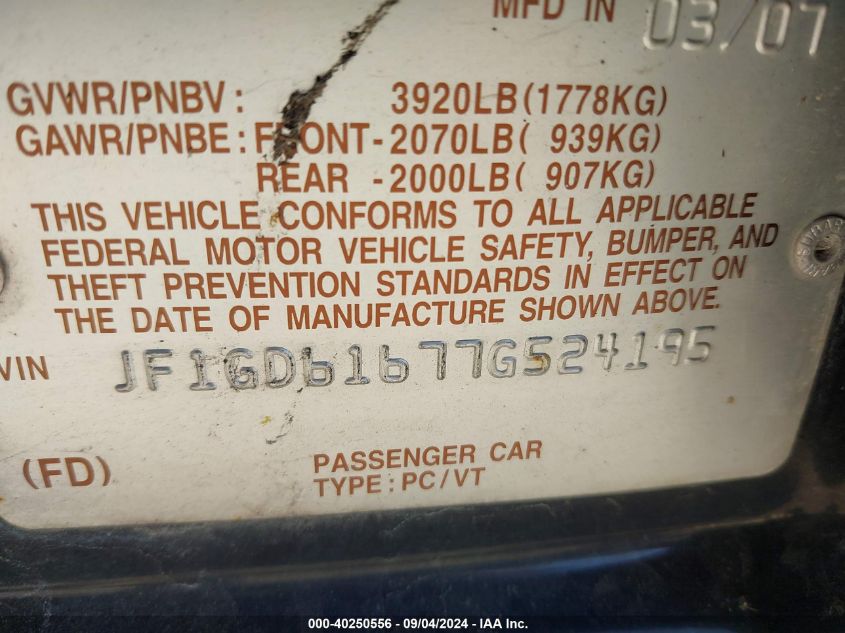 MFD IN 03/07
GVWR/PNBV: 3920LB(1778KG)
GAWR/PNBE: FRONT-2070LB( 939KG)
REAR -2000LB( 907KG)
THIS VEHICLE CONFORMS TO ALL APPLICABLE
FEDERAL MOTOR VEHICLE SAFETY, BUMPER, AND
THEFT PREVENTION STANDARDS IN EFFECT ON
THE DATE OF MANUFACTURE SHOWN ABOVE.
VIN JF1GD61677G524195
(FD) PASSENGER CAR
TYPE: PC/VT
000-40250556 - 09/04/2024 - IAA Inc.